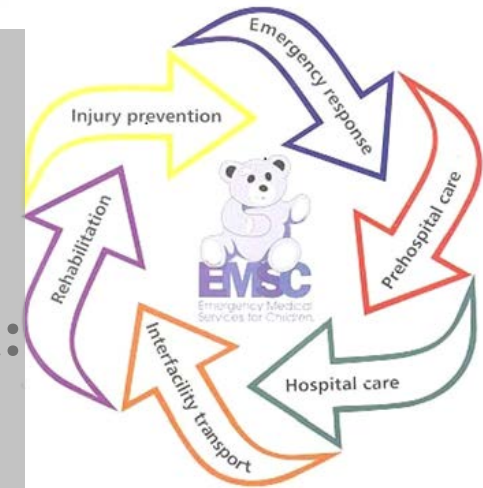 Injury prevention
Emergency response
Prehospital care
Hospital care
Interfacility transport
Rehabilitation
EMSC
Emergency Medical
Services for Children